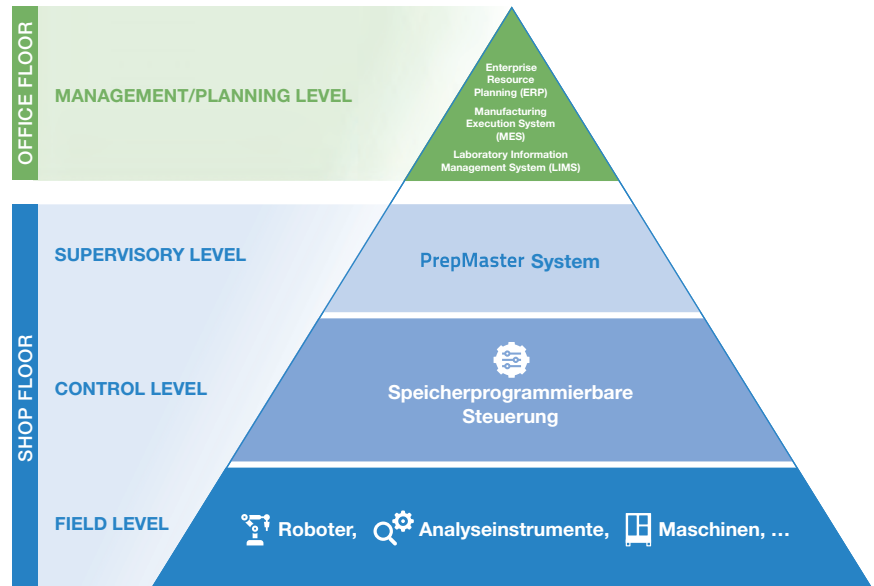 OFFICE FLOOR
MANAGEMENT/PLANNING LEVEL
Enterprise
Resource
Planning (ERP)
Manufacturing
Execution System
(MES)
Laboratory Information
Management System (LIMS)
SHOP FLOOR
SUPERVISORY LEVEL
PrepMaster System
CONTROL LEVEL
Speicherprogrammierbare
Steuerung
FIELD LEVEL
Roboter, Analyseinstrumente, Maschinen, ...